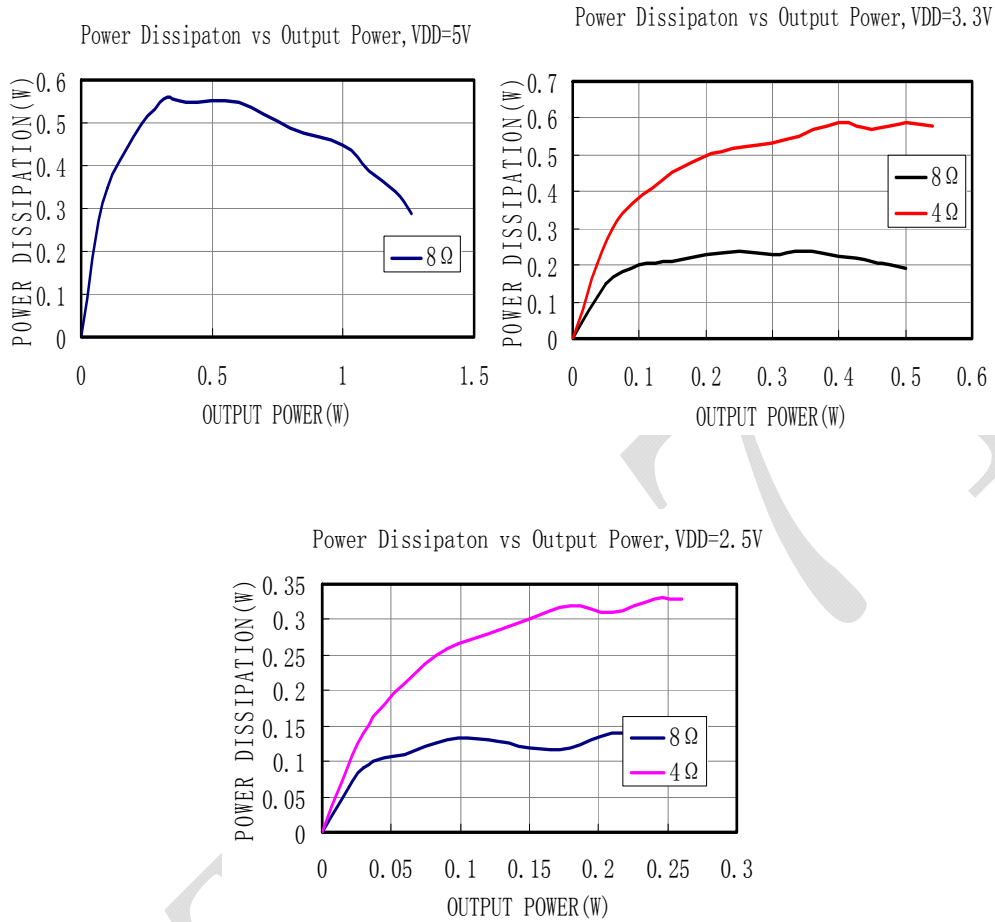 Power Dissipaton vs Output Power,VDD=5V
POWER DISSIPATION(W)
0.6
0.5
0.4
0.3
0.2
0.1
0
8Ω
0 0.5 1 1.5
OUTPUT POWER(W)
Power Dissipaton vs Output Power,VDD=3.3V
POWER DISSIPATION(W)
0.7
0.6
0.5
0.4
0.3
0.2
0.1
0
8Ω
4Ω
0 0.1 0.2 0.3 0.4 0.5 0.6
OUTPUT POWER(W)
Power Dissipaton vs Output Power,VDD=2.5V
POWER DISSIPATION(W)
0.35
0.3
0.25
0.2
0.15
0.1
0.05
0
8Ω
4Ω
0 0.05 0.1 0.15 0.2 0.25 0.3
OUTPUT POWER(W)